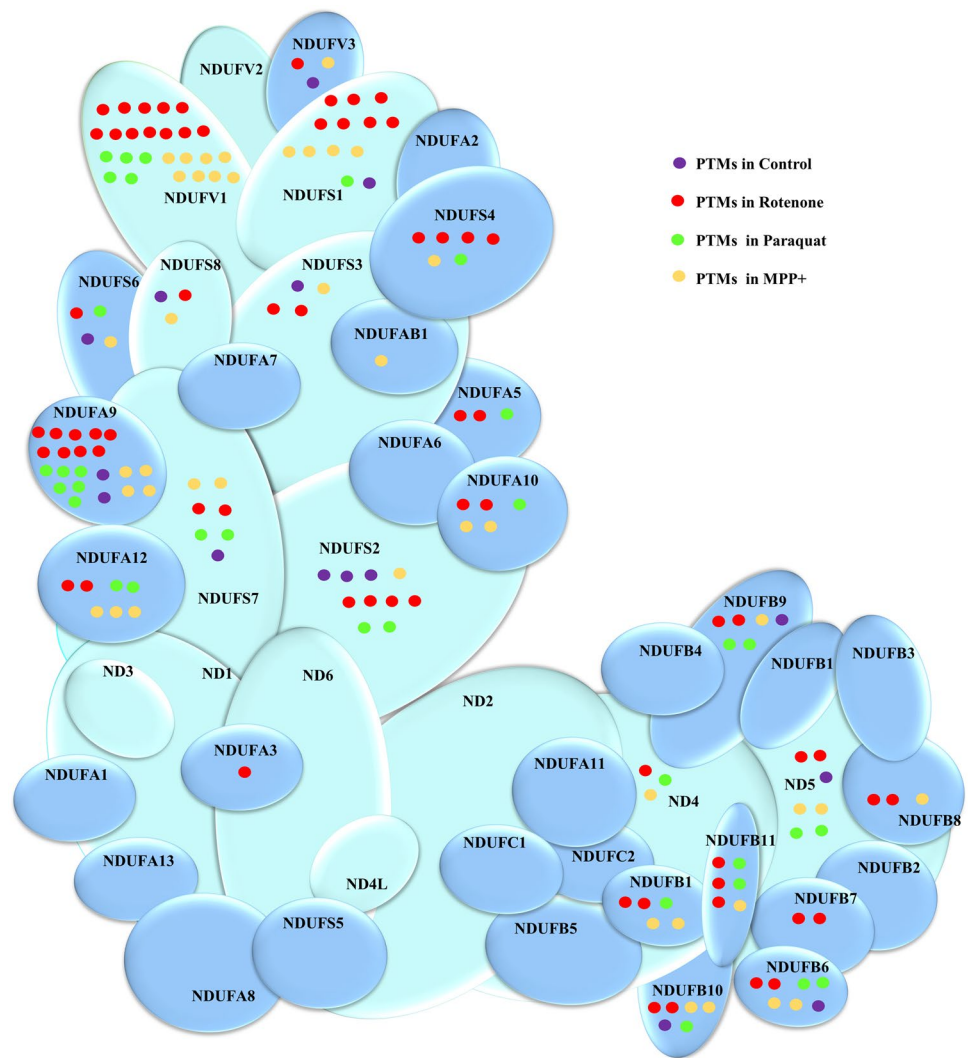 NDUFV3
NDUFV2
NDUFA2
NDUFV1
NDUFS1
PTMs in Control
PTMs in Rotenone
PTMs in Paraquat
PTMs in MPP+
NDUFS4
NDUFS6
NDUFS8
NDUFS3
NDUFAB1
NDUFA7
NDUFA5
NDUFA9
NDUFA6
NDUFA10
NDUFA12
NDUFS2
NDUFS7
NDUFB9
NDUFB4
NDUFB1
NDUFB3
ND3
ND1
ND6
ND2
NDUFA3
NDUFA1
NDUFA11
ND4
ND5
NDUFB8
NDUFA13
ND4L
NDUFC1
NDUFC2
NDUFB11
NDUFB1
NDUFB2
NDUFB7
NDUFS5
NDUFB5
NDUFA8
NDUFB10
NDUFB6